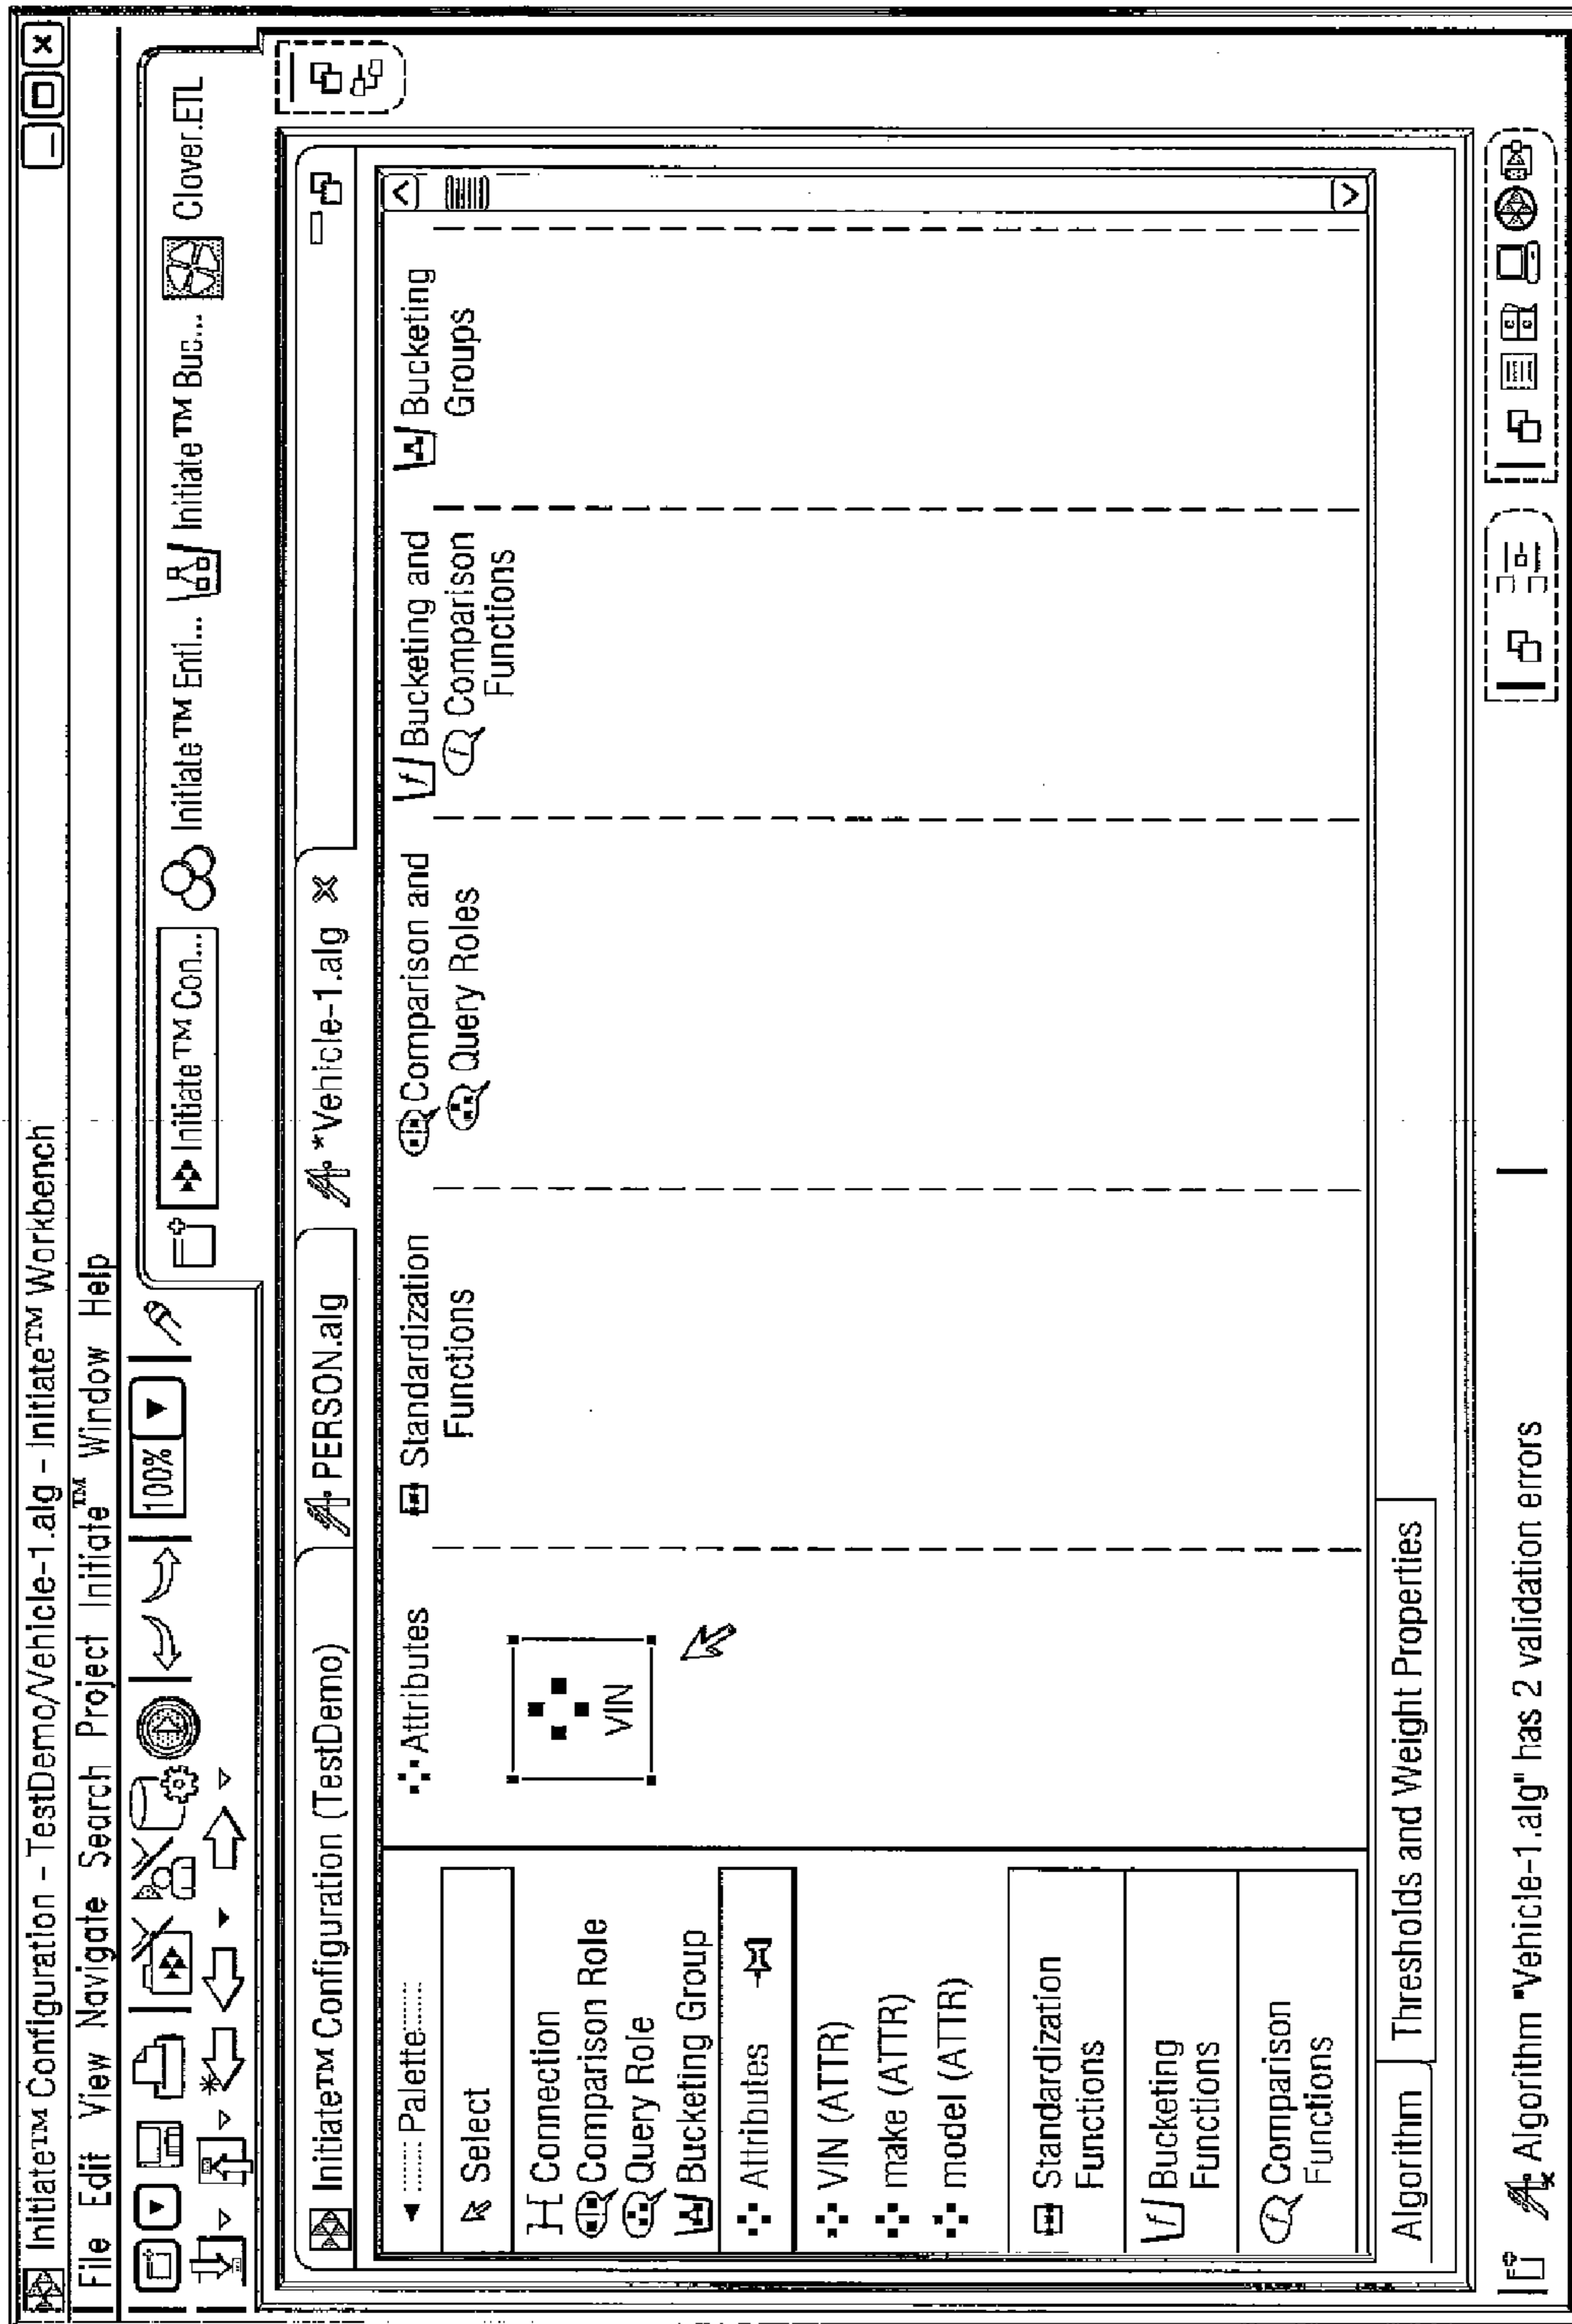 Initiate™ Configuration - TestDemo/Vehicle-1.alg - Initiate™ Workbench
File Edit View Navigate Search Project Initiate™ Window Help
100%
Initiate™ Con...
Initiate™ Enti...
Initiate™ Buc...
Clover.ETL
Initiate™ Configuration (TestDemo)
PERSON.alg
*Vehicle-1.alg
Palette
Select
Connection
Comparison Role
Query Role
Bucketing Group
Attributes
VIN (ATTR)
make (ATTR)
model (ATTR)
Standardization
Functions
Bucketing
Functions
Comparison
Functions
Attributes
VIN
Standardization
Functions
Comparison and
Query Roles
Bucketing and
Comparison
Functions
Bucketing
Groups
Algorithm
Thresholds and Weight Properties
Algorithm "Vehicle-1.alg" has 2 validation errors